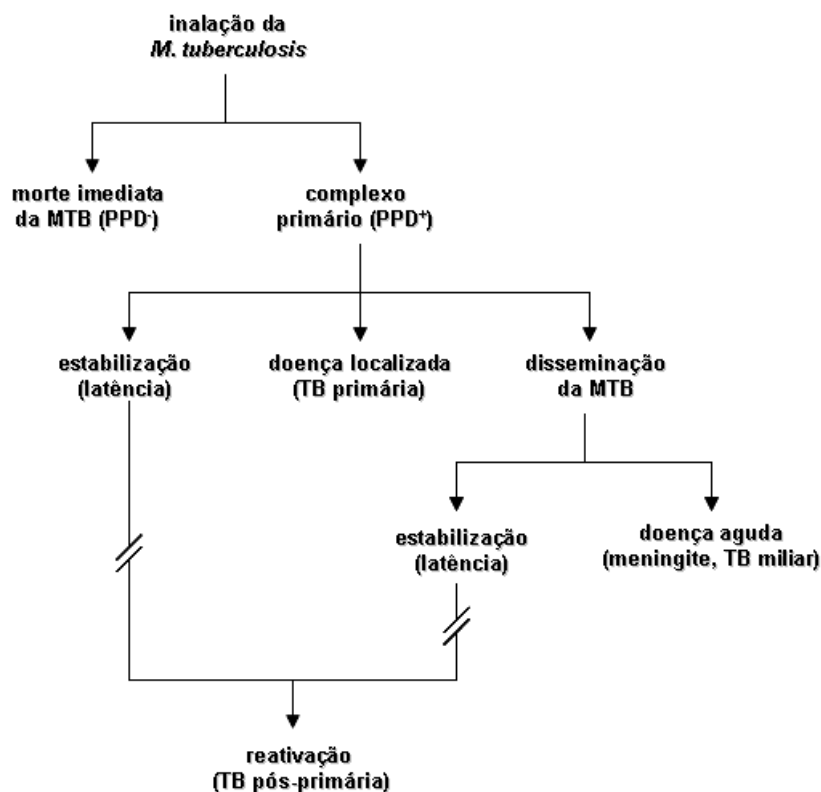 inalação da
M. tuberculosis
morte imediata
da MTB (PPD⁻)
complexo
primário (PPD⁺)
estabilização
(latência)
doença localizada
(TB primária)
disseminação
da MTB
estabilização
(latência)
doença aguda
(meningite, TB miliar)
reativação
(TB pós-primária)